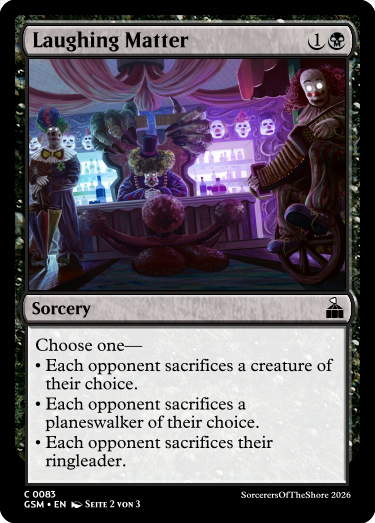 Laughing Matter 1
Sorcery
Choose one—
• Each opponent sacrifices a creature of
their choice.
• Each opponent sacrifices a
planeswalker of their choice.
• Each opponent sacrifices their
ringleader.
C 0083
GSM • EN SEITE 2 VON 3
SorcerersOfTheShore 2026